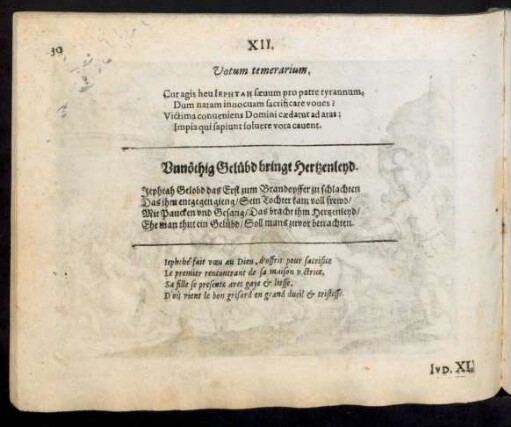 XII.
Votum temerarium.
Cur agis heu IEPHTAH sæuum pro patre tyrannum,
Dum natam innocuam sacrificare voues?
Victima conueniens Domini cædatur ad aras;
Impia qui sapiunt soluere vota cauent.
Vnnöthig Gelübd bringt Hertzenleyd.
Jephtah Gelobd das Erst zum Brandopffer zu schlachten
Das ihm entgegen gieng/ Sein Tochter kam voll frewd/
Mit Paucken vnd Gesang/ Das bracht ihm Hertzenleyd/
Ehe man thut ein Gelübd/ Soll mans zuvor betrachten.
Iephthé fait vœu au Dieu, d'offrir pour sacrifice
Le premier rencontrant de sa maison
Sa fille se presente avec gaye & liesse,
D'où vient le bon grisard en grand dueil & tristesse.
IVD. XI.